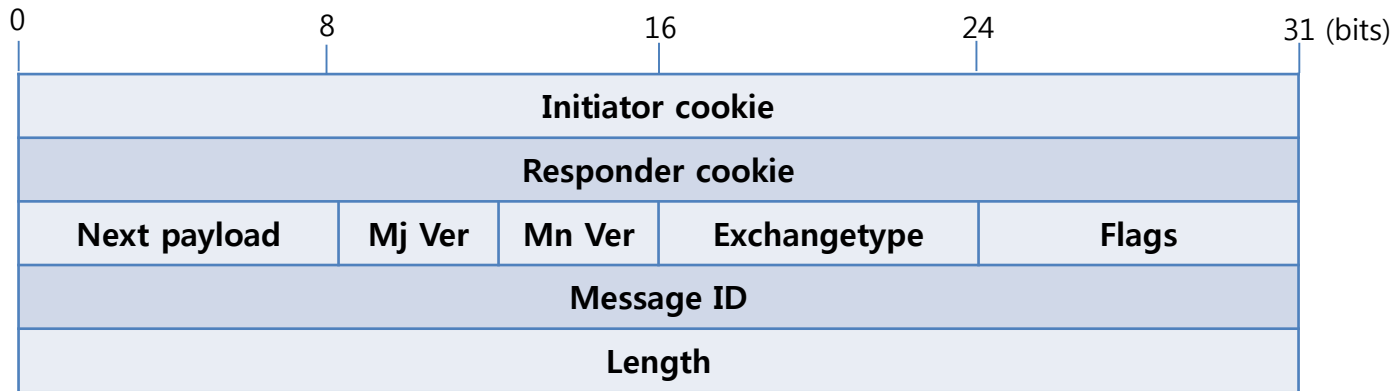 0 8 16 24 31 (bits)
Initiator cookie
Responder cookie
Next payload Mj Ver Mn Ver Exchangetype Flags
Message ID
Length